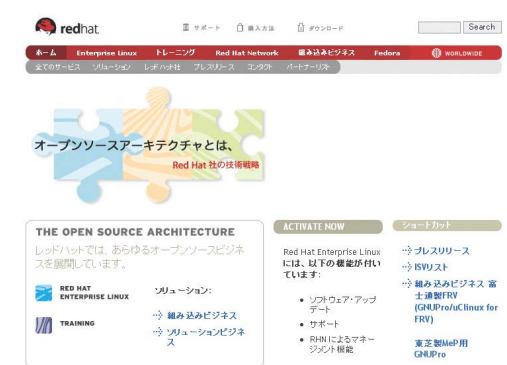 redhat
サポート 購入方法 ダウンロード
Search
ホーム Enterprise Linux トレーニング Red Hat Network 組み込みビジネス Fedora WORLDWIDE
全てのサービス ソリューション レッドハット社 プレスリリース コンタクト パートナーリスト
オープンソースアーキテクチャとは、
Red Hat 社の技術戦略
THE OPEN SOURCE ARCHITECTURE
レッドハットでは、あらゆるオープンソースビジネ
スを展開しています。
RED HAT
ENTERPRISE LINUX
TRAINING
ソリューション:
組み込みビジネス
ソリューションビジネ
ス
ACTIVATE NOW
Red Hat Enterprise Linux
には、以下の機能が付い
ています:
ソフトウェア・アップ
デート
サポート
RHNによるマネー
ジメント機能
ショートカット
プレスリリース
ISVリスト
組み込みビジネス 富
士通製FRV
(GNUPro/uClinux for
FRV)
東芝製MeP用
GNUPro